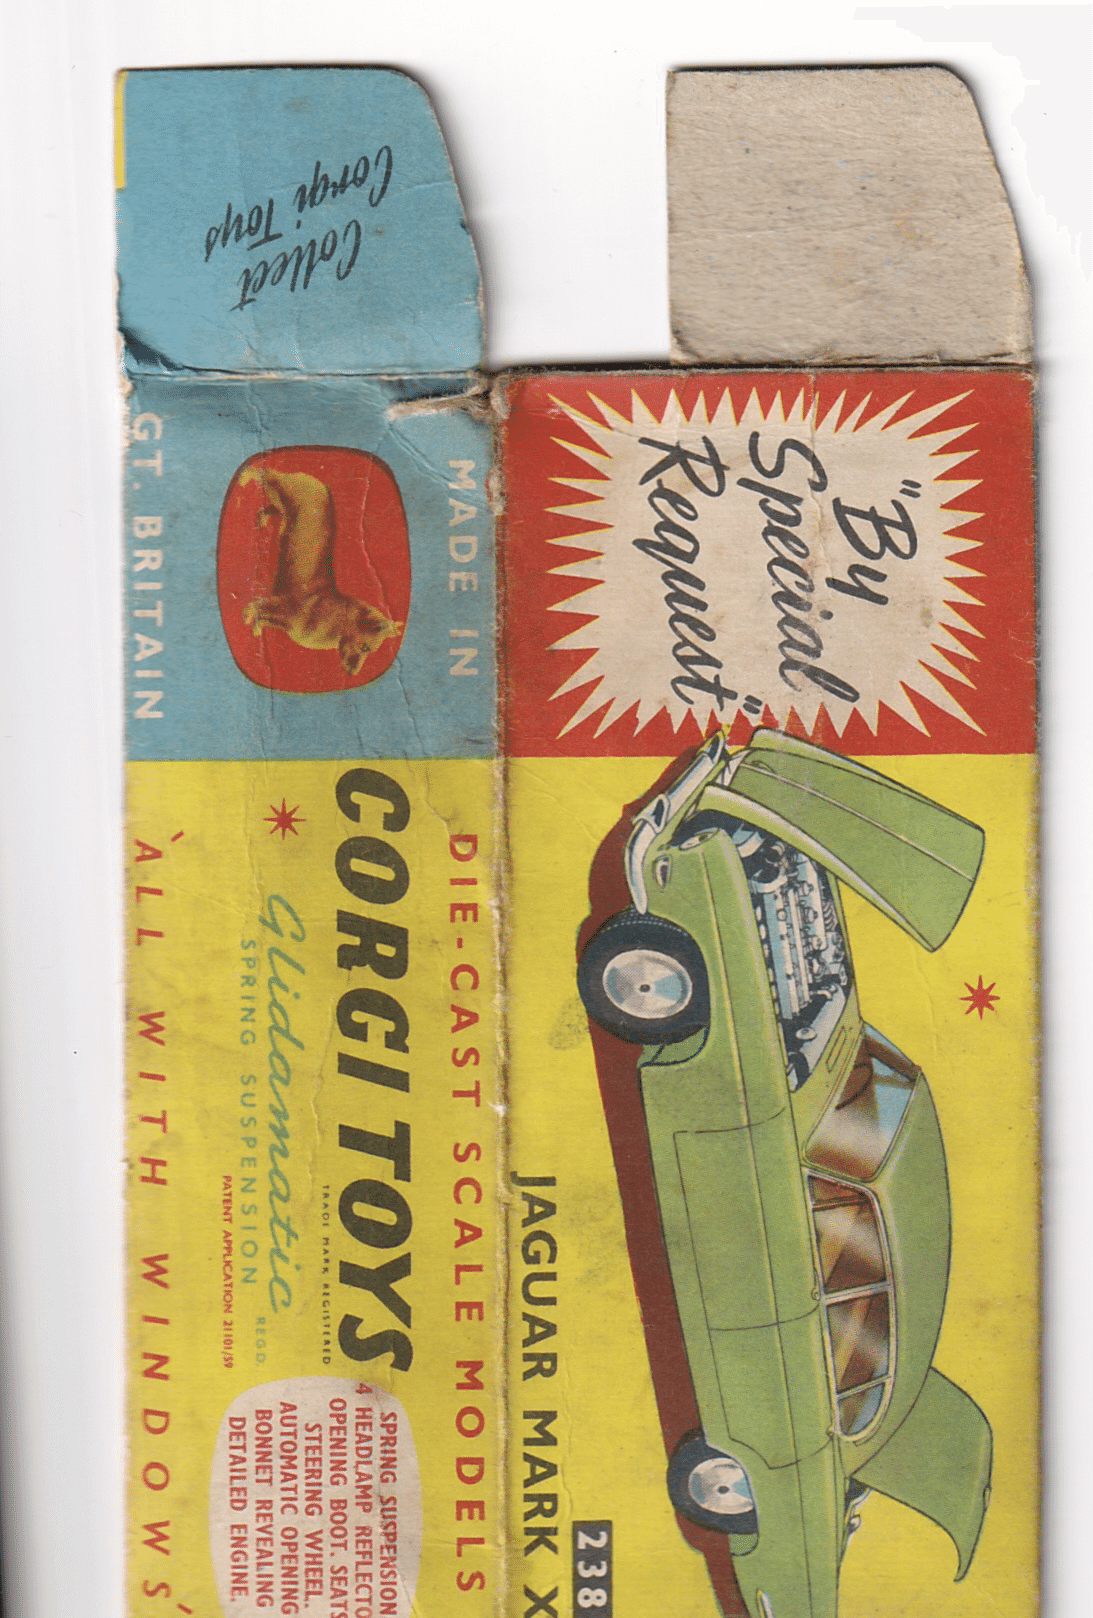 Collect
Corgi Toys
MADE IN
GT. BRITAIN
DIE-CAST SCALE MODELS
CORGI TOYS
TRADE MARK REGISTERED
Glidamatic REGD.
SPRING SUSPENSION
PATENT APPLICATION 21101/59
'ALL WITH WINDOWS'
SPRING SUSPENSION
4 HEADLAMP REFLECTO
OPENING BOOT. SEATS
STEERING WHEEL.
AUTOMATIC OPENING
BONNET REVEALING
DETAILED ENGINE.
"By
Special
Request"
JAGUAR MARK X
238